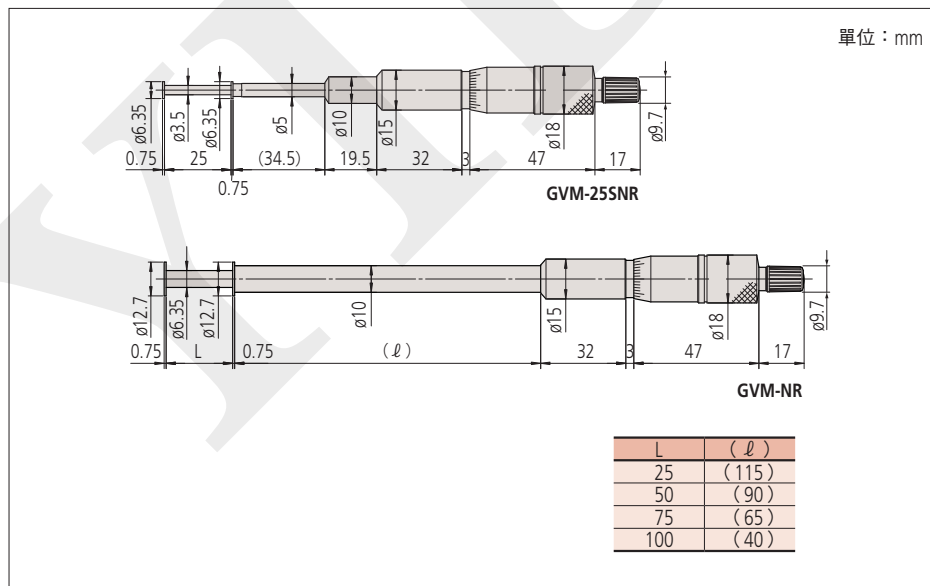 單位：mm
ø6.35
ø3.5
ø6.35
ø5
ø10
ø15
ø18
ø9.7
0.75
25
(34.5)
19.5
32
3
47
17
0.75
GVM-25SNR
ø12.7
ø6.35
ø12.7
ø10
ø15
ø18
ø9.7
0.75
L
0.75
(ℓ)
32
3
47
17
GVM-NR
L (ℓ)
25 (115)
50 (90)
75 (65)
100 (40)